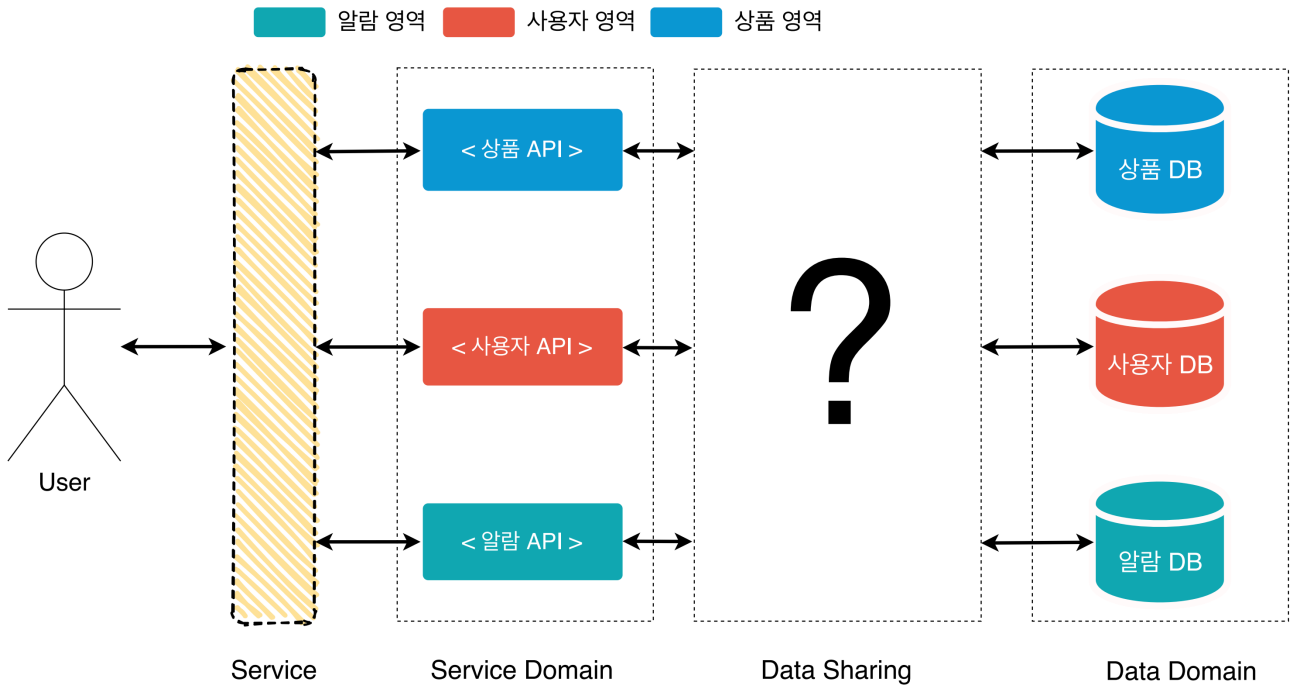 알람 영역
사용자 영역
상품 영역
< 상품 API >
상품 DB
?
< 사용자 API >
사용자 DB
User
< 알람 API >
알람 DB
Service
Service Domain
Data Sharing
Data Domain